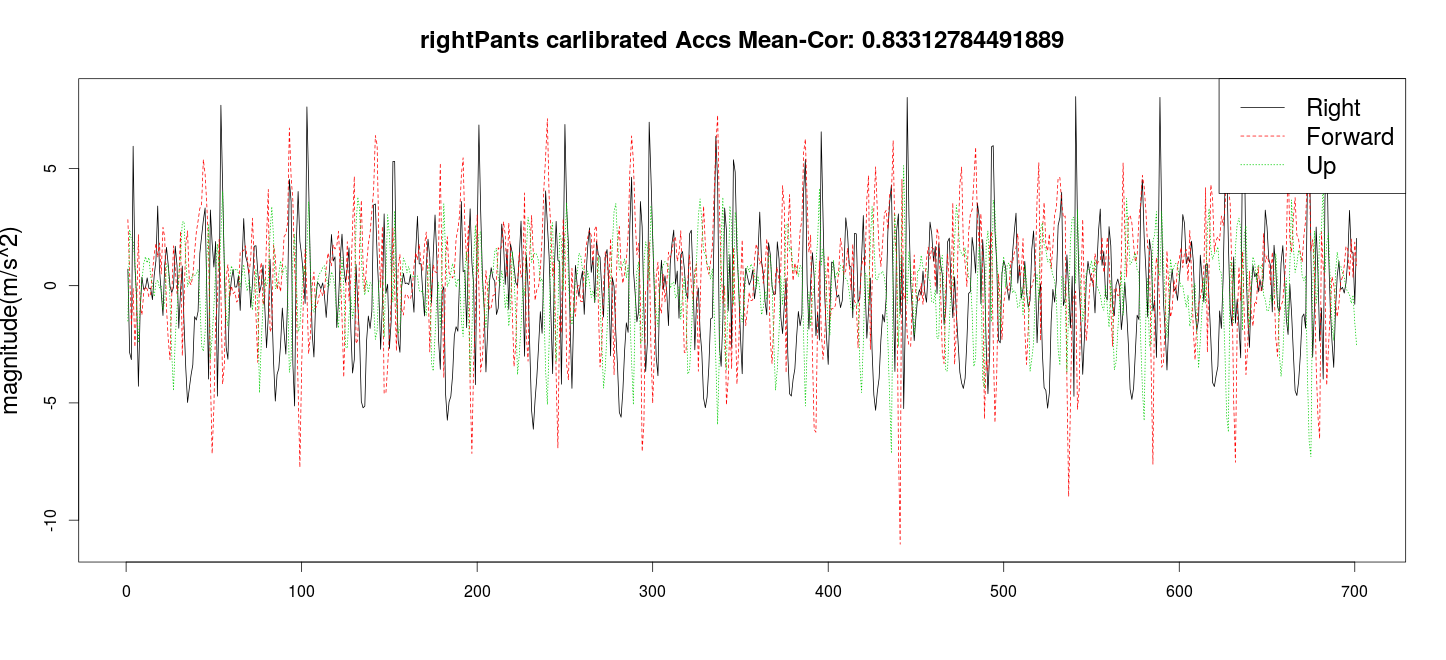 rightPants carlibrated Accs Mean-Cor: 0.83312784491889
magnitude(m/s^2)
5
0
-5
-10
Right
Forward
Up
0 100 200 300 400 500 600 700